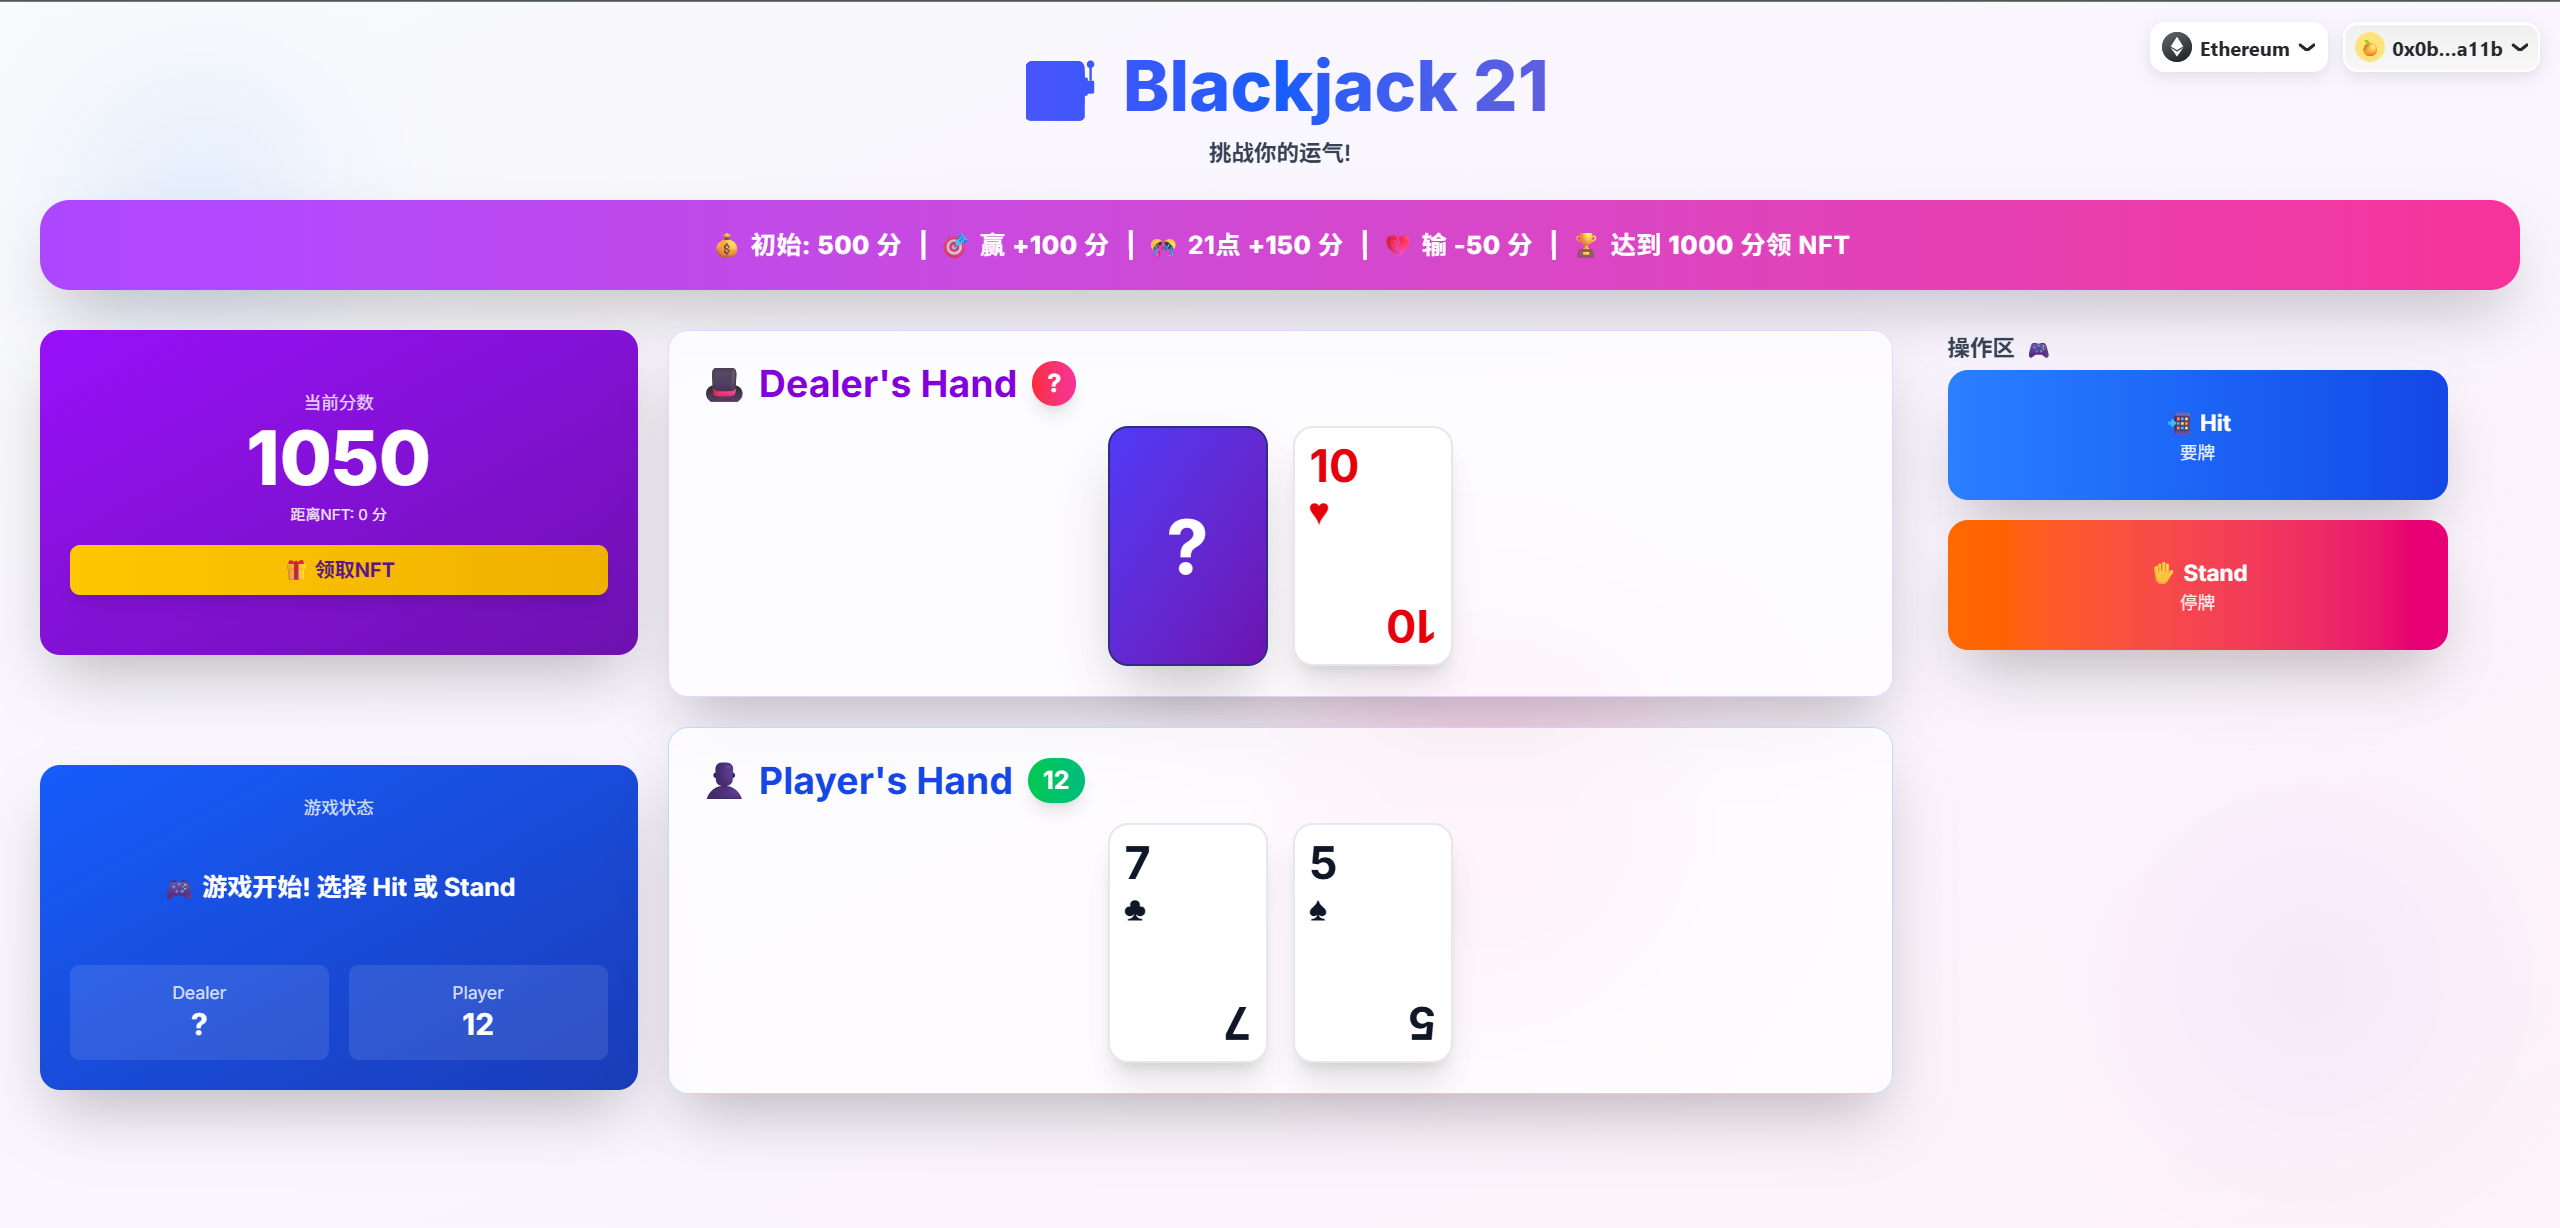 Ethereum
0x0b...a11b
Blackjack 21
挑战你的运气!
初始: 500 分 | 赢 +100 分 | 21点 +150 分 | 输 -50 分 | 达到 1000 分领 NFT
当前分数
1050
距离NFT: 0 分
领取NFT
游戏状态
游戏开始! 选择 Hit 或 Stand
Dealer
?
Player
12
Dealer's Hand ?
?
10
♥
10
Player's Hand 12
7
♣
7
5
♠
5
操作区
Hit
要牌
Stand
停牌